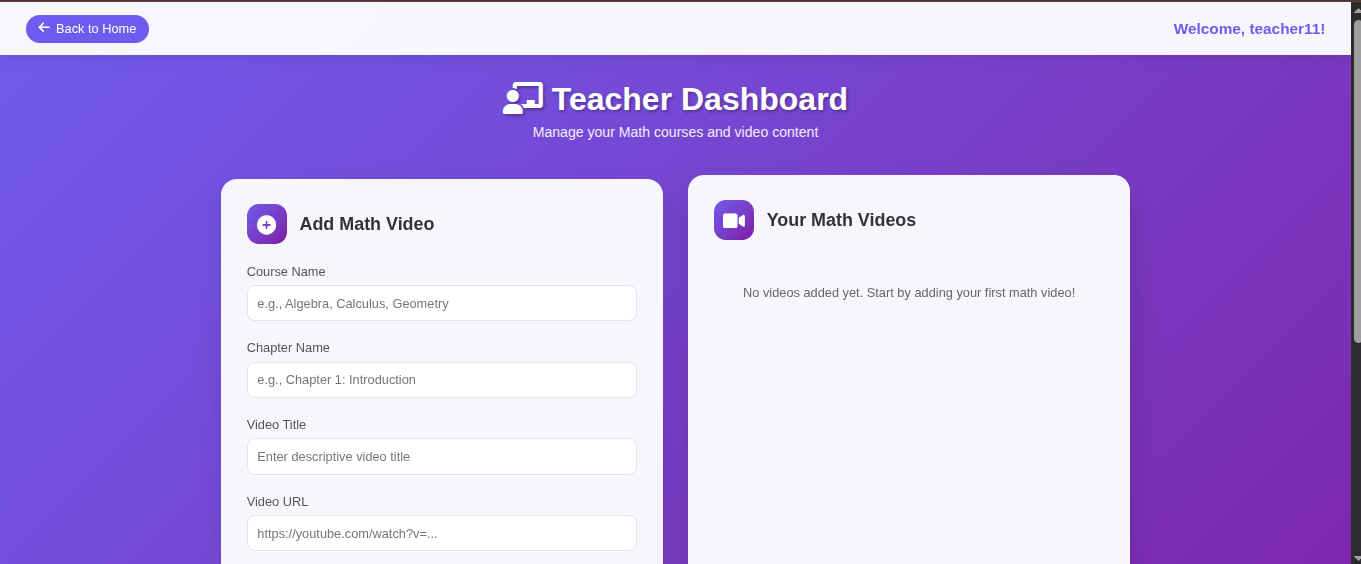 Back to Home
Welcome, teacher11!
Teacher Dashboard
Manage your Math courses and video content
Add Math Video
Course Name
e.g., Algebra, Calculus, Geometry
Chapter Name
e.g., Chapter 1: Introduction
Video Title
Enter descriptive video title
Video URL
https://youtube.com/watch?v=...
Your Math Videos
No videos added yet. Start by adding your first math video!